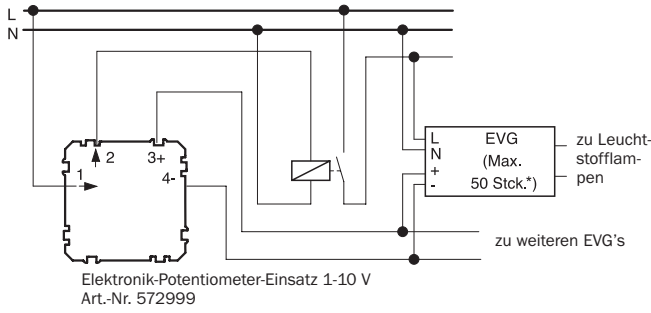 L
N
2
3+
1
4-
L
N
+
-
EVG
(Max.
50 Stck.*)
zu Leucht-
stofflam-
pen
zu weiteren EVG's
Elektronik-Potentiometer-Einsatz 1-10 V
Art.-Nr. 572999